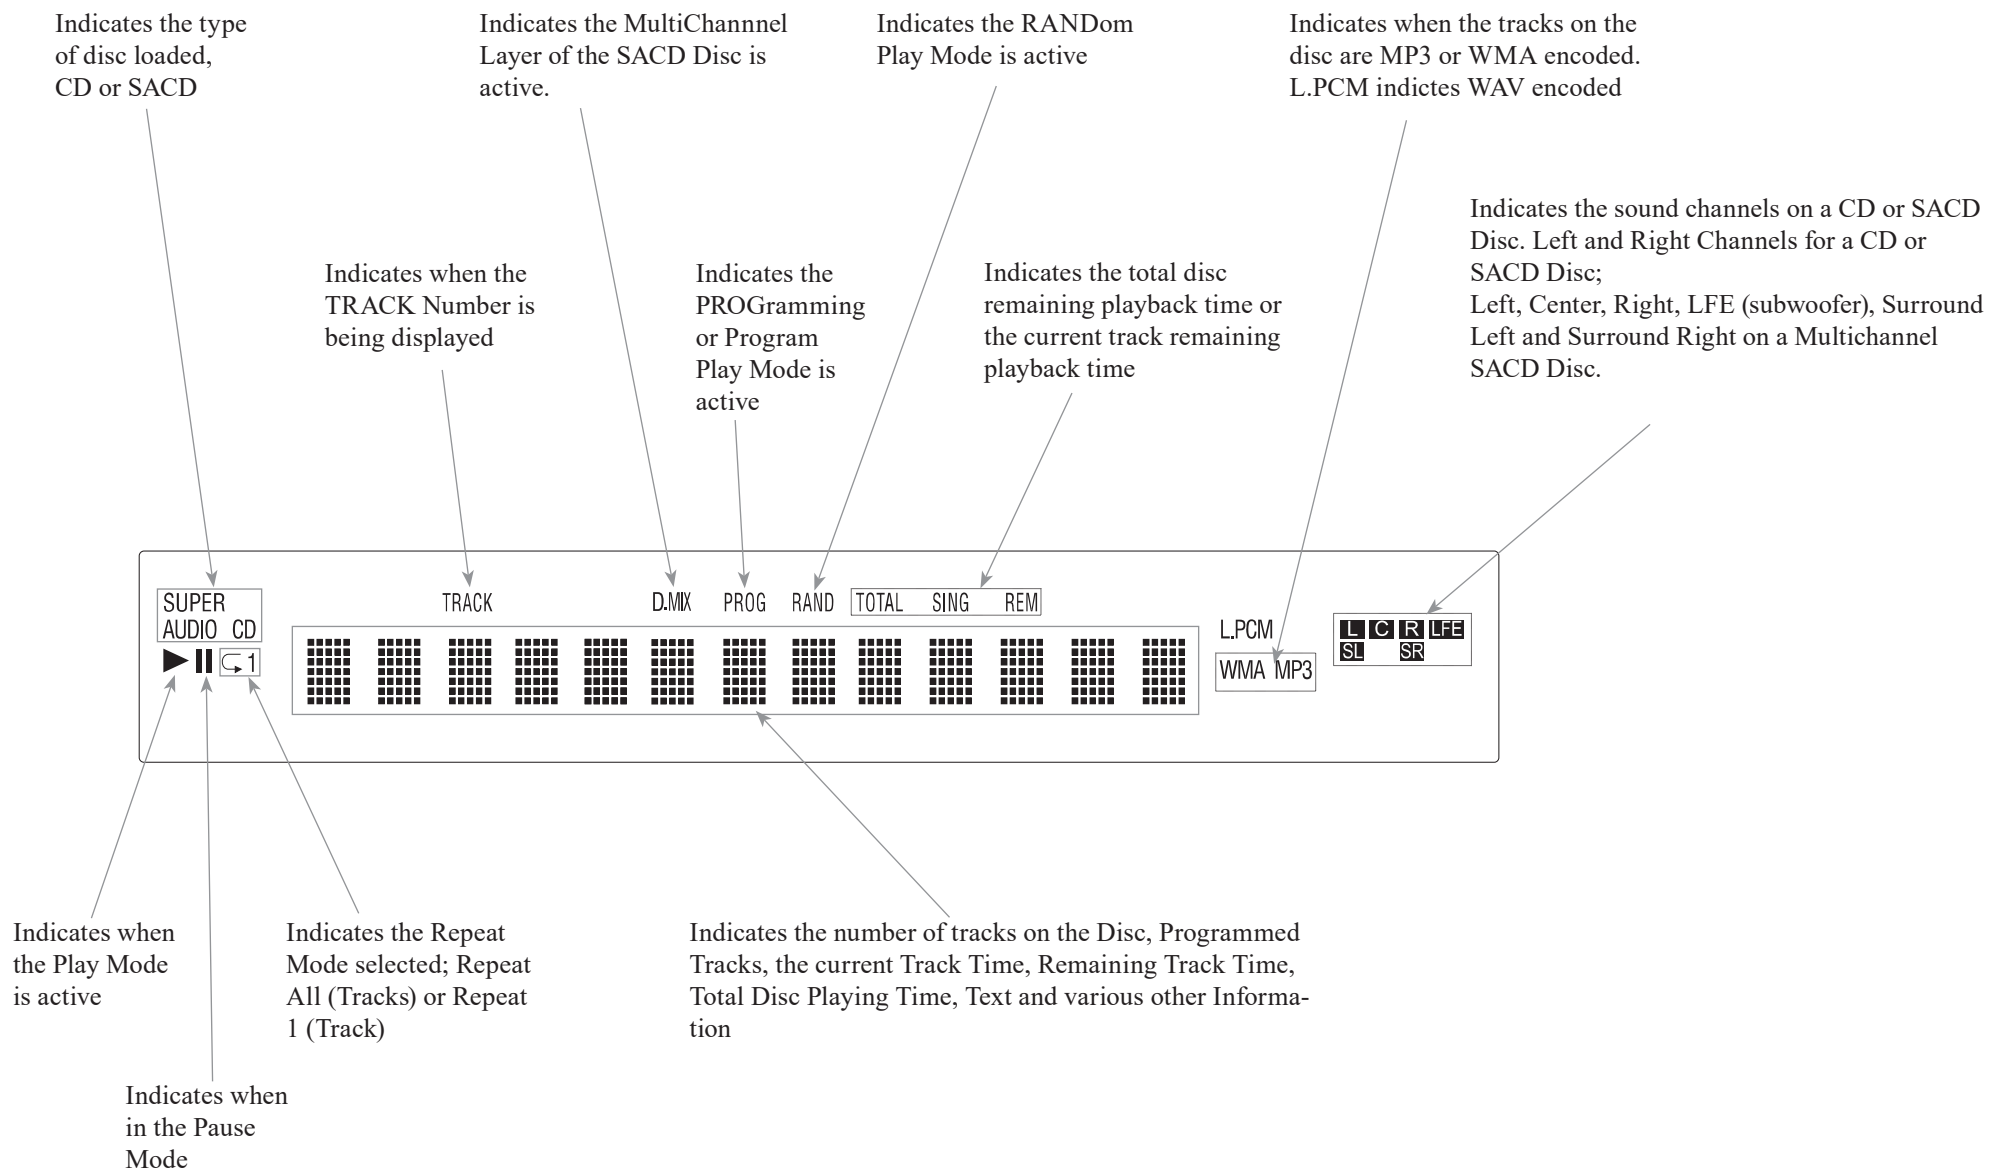 Indicates the type
of disc loaded,
CD or SACD
Indicates the MultiChannnel
Layer of the SACD Disc is
active.
Indicates the RANDom
Play Mode is active
Indicates when the tracks on the
disc are MP3 or WMA encoded.
L.PCM indictes WAV encoded
Indicates the sound channels on a CD or SACD
Disc. Left and Right Channels for a CD or
SACD Disc;
Left, Center, Right, LFE (subwoofer), Surround
Left and Surround Right on a Multichannel
SACD Disc.
Indicates when the
TRACK Number is
being displayed
Indicates the
PROGramming
or Program
Play Mode is
active
Indicates the total disc
remaining playback time or
the current track remaining
playback time
SUPER
AUDIO CD
1
TRACK
D.MIX
PROG
RAND
TOTAL SING REM
L.PCM
WMA MP3
L C R LFE
SL SR
Indicates when
the Play Mode
is active
Indicates the Repeat
Mode selected; Repeat
All (Tracks) or Repeat
1 (Track)
Indicates the number of tracks on the Disc, Programmed
Tracks, the current Track Time, Remaining Track Time,
Total Disc Playing Time, Text and various other Informa-
tion
Indicates when
in the Pause
Mode